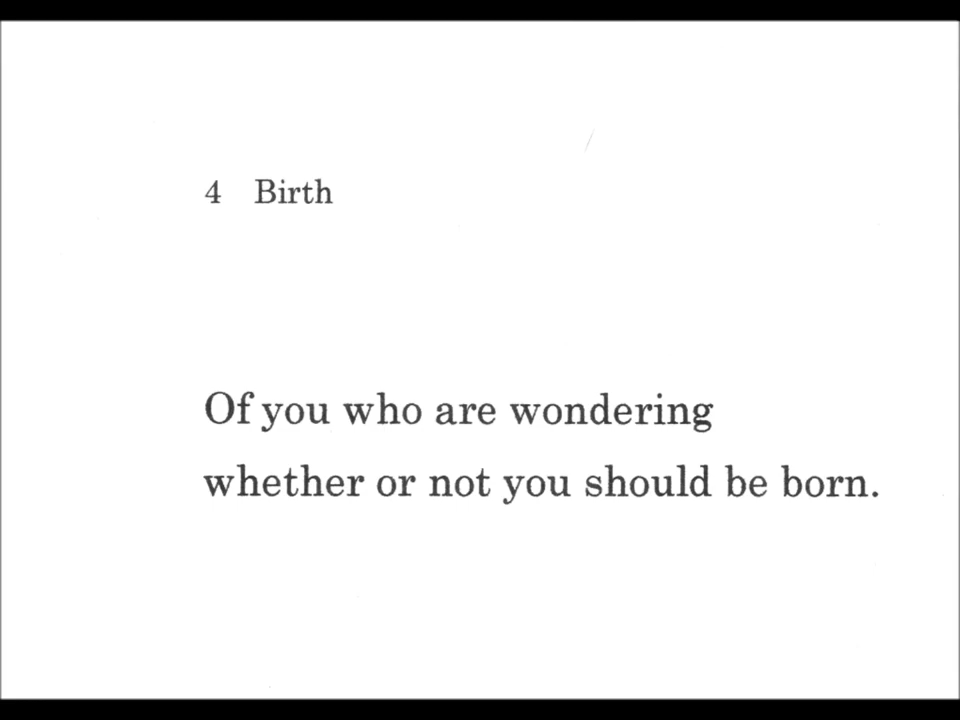 4 Birth
Of you who are wondering
whether or not you should be born.